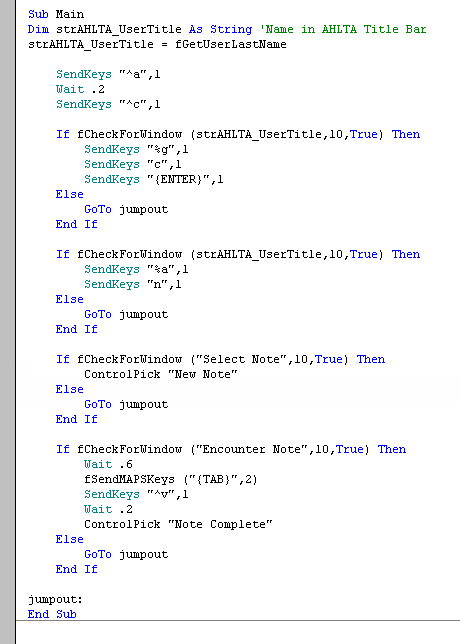 Sub Main
Dim strAHLTA_UserTitle As String 'Name in AHLTA Title Bar
strAHLTA_UserTitle = fGetUserLastName
SendKeys "^a",1
Wait .2
SendKeys "^c",1
If fCheckForWindow (strAHLTA_UserTitle,10,True) Then
SendKeys "%g",1
SendKeys "c",1
SendKeys "{ENTER}",1
Else
GoTo jumpout
End If
If fCheckForWindow (strAHLTA_UserTitle,10,True) Then
SendKeys "%a",1
SendKeys "n",1
Else
GoTo jumpout
End If
If fCheckForWindow ("Select Note",10,True) Then
ControlPick "New Note"
Else
GoTo jumpout
End If
If fCheckForWindow ("Encounter Note",10,True) Then
Wait .6
fSendMAPSKeys ("{TAB}",2)
SendKeys "^v",1
Wait .2
ControlPick "Note Complete"
Else
GoTo jumpout
End If
jumpout:
End Sub